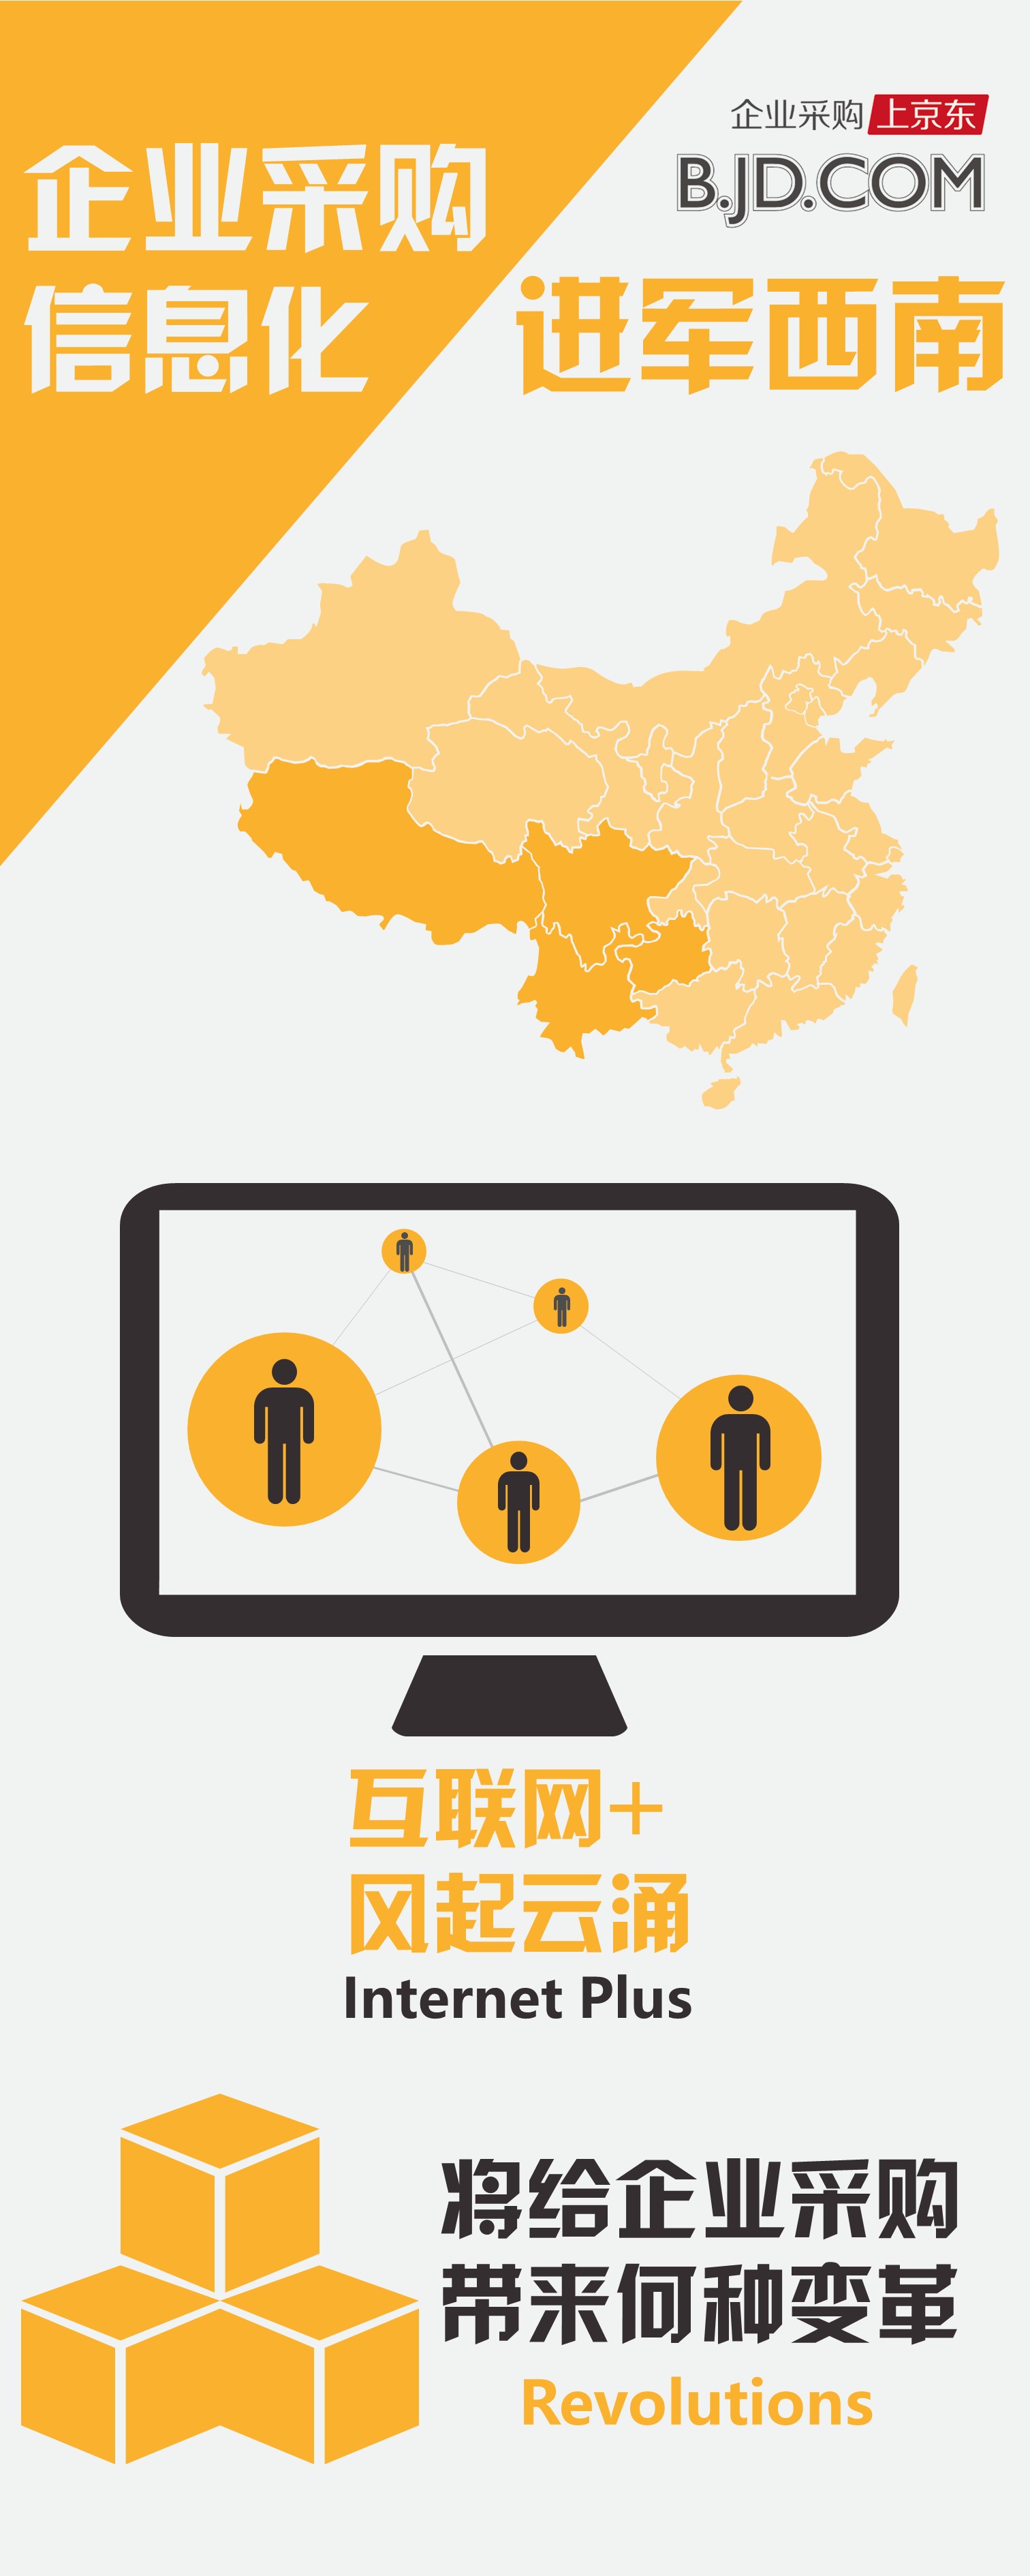 企业采购 上京东
B.JD.COM
企业采购
信息化
进军西南
互联网+
风起云涌
Internet Plus
将给企业采购
带来何种变革
Revolutions